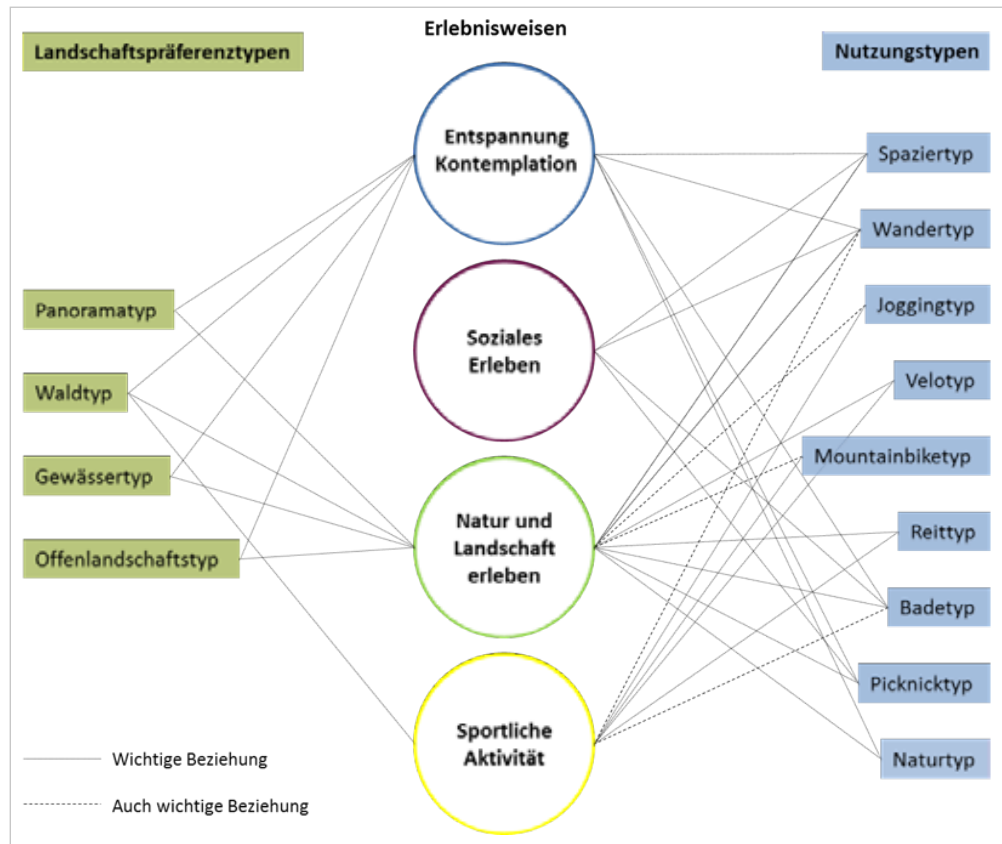 Erlebnisweisen
Landschaftspräferenztypen
Nutzungstypen
Entspannung
Kontemplation
Soziales
Erleben
Natur und
Landschaft
erleben
Sportliche
Aktivität
Panoramatyp
Waldtyp
Gewässertyp
Offenlandschaftstyp
Spaziertyp
Wandertyp
Joggingtyp
Velotyp
Mountainbiketyp
Reittyp
Badetyp
Picknicktyp
Naturtyp
Wichtige Beziehung
Auch wichtige Beziehung